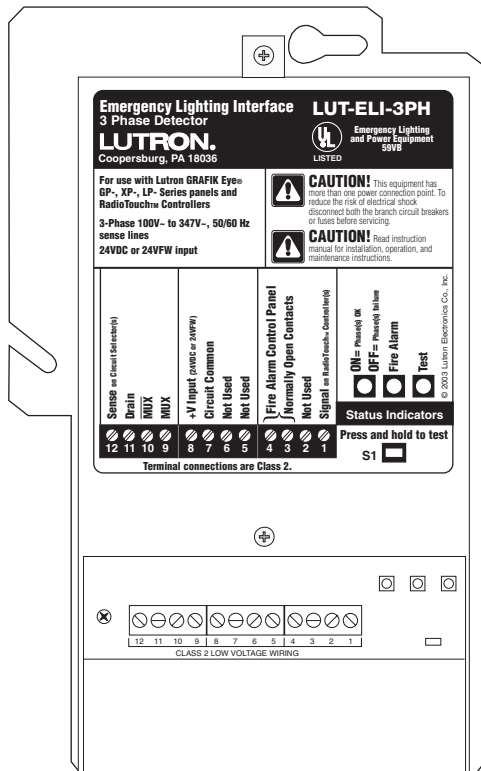 Emergency Lighting Interface
3 Phase Detector
LUTRON.
Coopersburg, PA 18036
LUT-ELI-3PH
UL
LISTED
Emergency Lighting
and Power Equipment
59VB
For use with Lutron GRAFIK Eye®
GP-, XP-, LP- Series panels and
RadioTouch™ Controllers
3-Phase 100V~ to 347V~, 50/60 Hz
sense lines
24VDC or 24VFW input
CAUTION! This equipment has
more than one power connection point. To
reduce the risk of electrical shock
disconnect both the branch circuit breakers
or fuses before servicing.
CAUTION! Read instruction
manual for installation, operation, and
maintenance instructions.
Sense on Circuit Selector(s)
Drain
MUX
MUX
+V Input (24VDC or 24VFW)
Circuit Common
Not Used
Not Used
Fire Alarm Control Panel
Normally Open Contacts
Not Used
Signal on RadioTouch™ Controller(s)
ON= Phase(s) OK
OFF= Phase(s) failure
Fire Alarm
Test
© 2003 Lutron Electronics Co., Inc.
Status Indicators
12 11 10 9 8 7 6 5 4 3 2 1
Press and hold to test
S1
Terminal connections are Class 2.
12 11 10 9 8 7 6 5 4 3 2 1
CLASS 2 LOW VOLTAGE WIRING